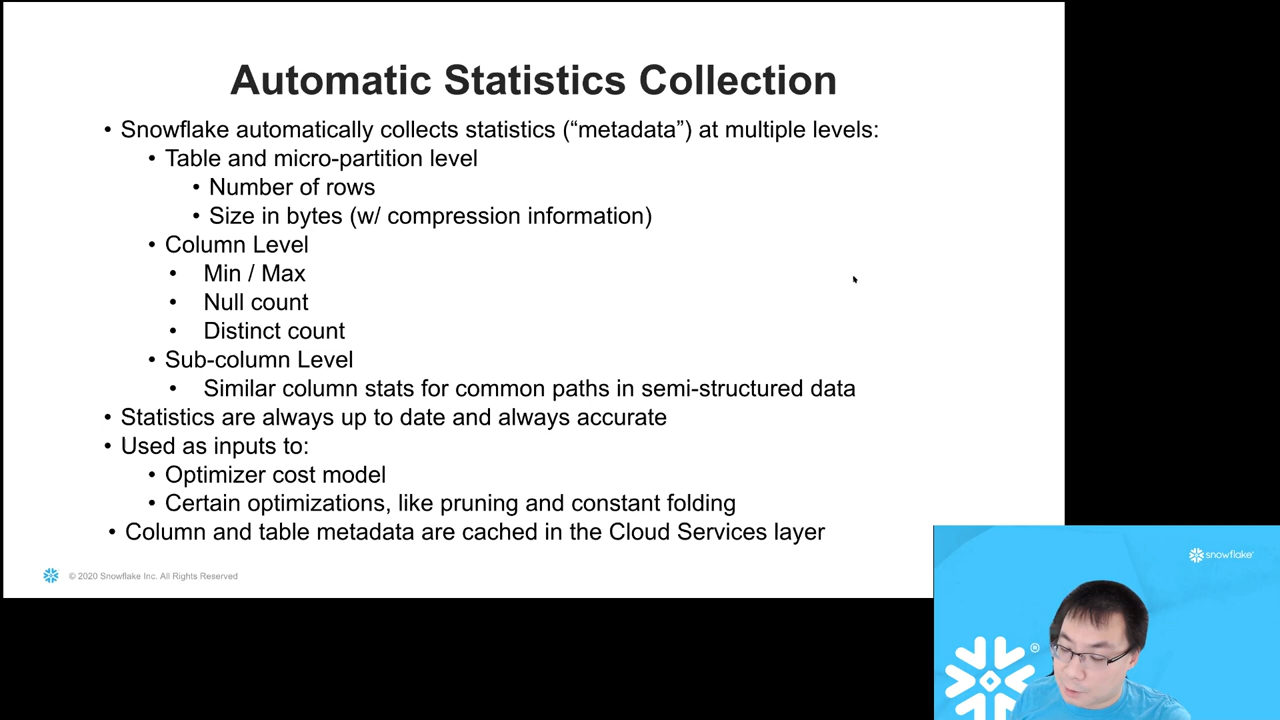 Automatic Statistics Collection
• Snowflake automatically collects statistics (“metadata”) at multiple levels:
• Table and micro-partition level
• Number of rows
• Size in bytes (w/ compression information)
• Column Level
• Min / Max
• Null count
• Distinct count
• Sub-column Level
• Similar column stats for common paths in semi-structured data
• Statistics are always up to date and always accurate
• Used as inputs to:
• Optimizer cost model
• Certain optimizations, like pruning and constant folding
• Column and table metadata are cached in the Cloud Services layer
© 2020 Snowflake Inc. All Rights Reserved
snowflake
®